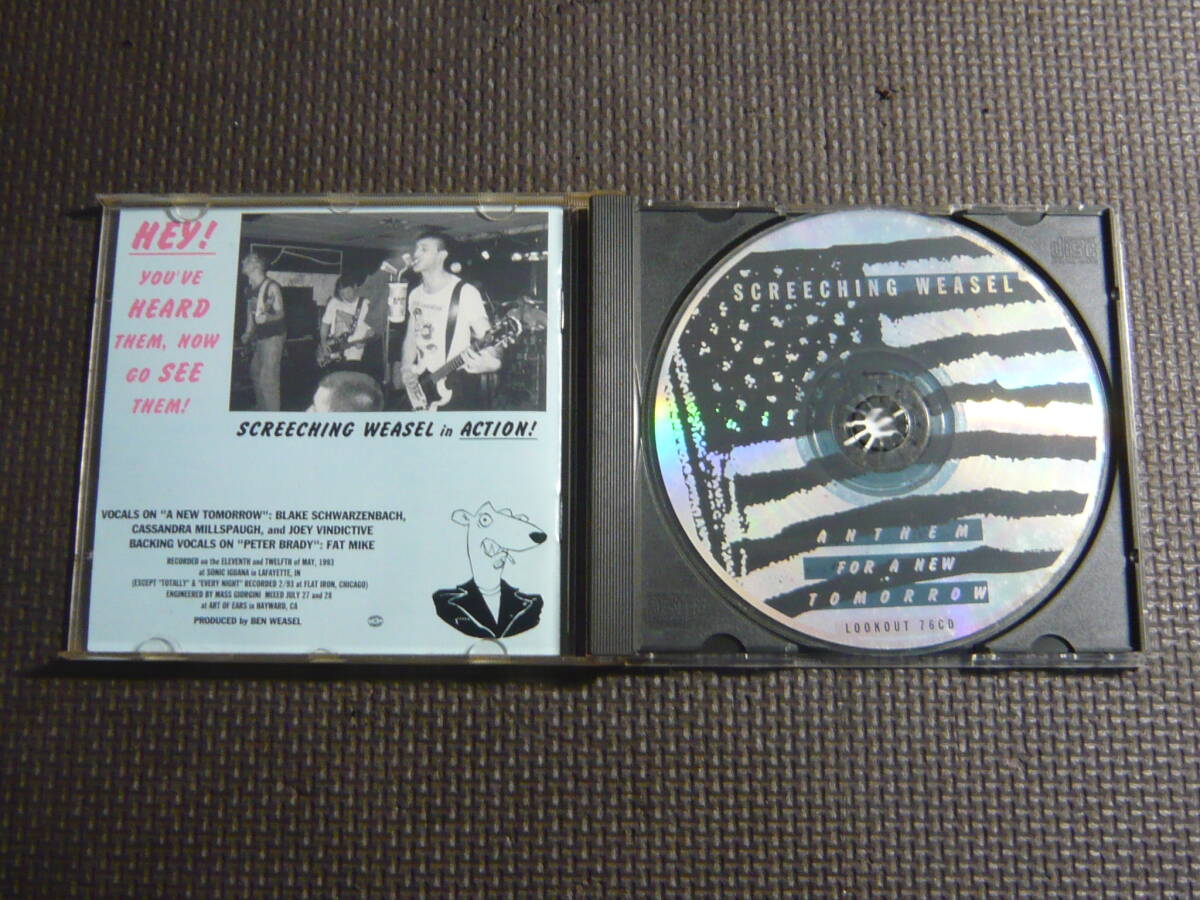 HEY!
YOU'VE
HEARD
THEM, NOW
GO SEE
THEM!
SCREECHING WEASEL in ACTION!
VOCALS ON "A NEW TOMORROW": BLAKE SCHWARZENBACH,
CASSANDRA MILLSPAUGH, and JOEY VINDICTIVE
BACKING VOCALS ON "PETER BRADY": FAT MIKE
RECORDED on the ELEVENTH and TWELFTH of MAY, 1993
at SONIC IGUANA in LAFAYETTE, IN
(EXCEPT "TOTALLY" & "EVERY NIGHT" RECORDED 2/93 at FLAT IRON, CHICAGO)
ENGINEERED BY MASS GIORGINI MIXED JULY 27 and 28
at ART OF EARS in HAYWARD, CA
PRODUCED by BEN WEASEL
SCREECHING WEASEL
ANTHEM
FOR A NEW
TOMORROW
LOOKOUT 76CD